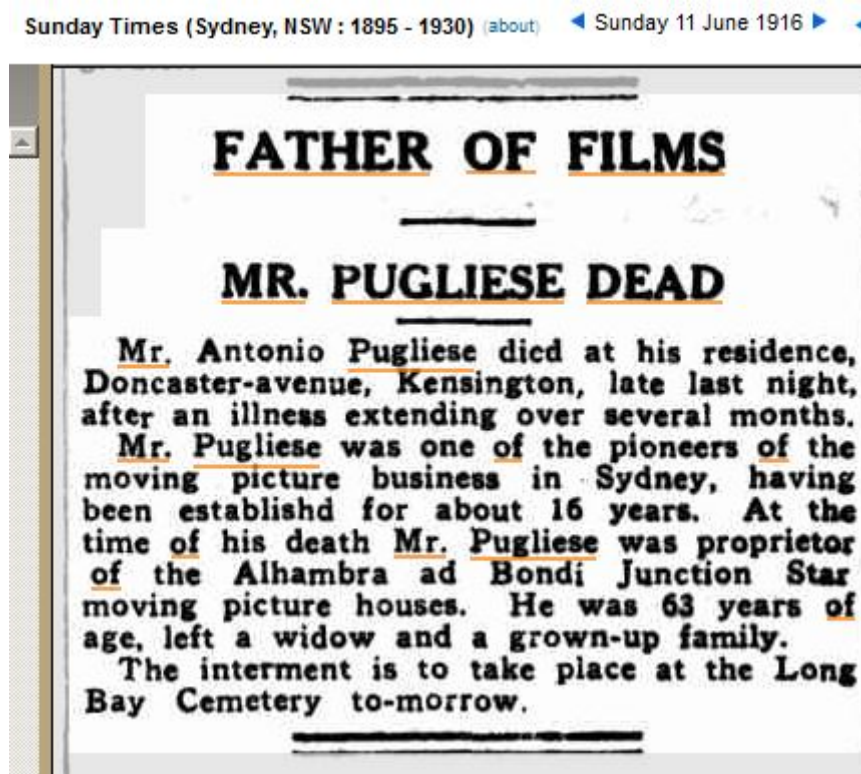 Sunday Times (Sydney, NSW : 1895 - 1930) (about) Sunday 11 June 1916
FATHER OF FILMS
MR. PUGLIESE DEAD
Mr. Antonio Pugliese died at his residence,
Doncaster-avenue, Kensington, late last night,
after an illness extending over several months.
Mr. Pugliese was one of the pioneers of the
moving picture business in Sydney, having
been establishd for about 16 years. At the
time of his death Mr. Pugliese was proprietor
of the Alhambra ad Bondi Junction Star
moving picture houses. He was 63 years of
age, left a widow and a grown-up family.
The interment is to take place at the Long
Bay Cemetery to-morrow.